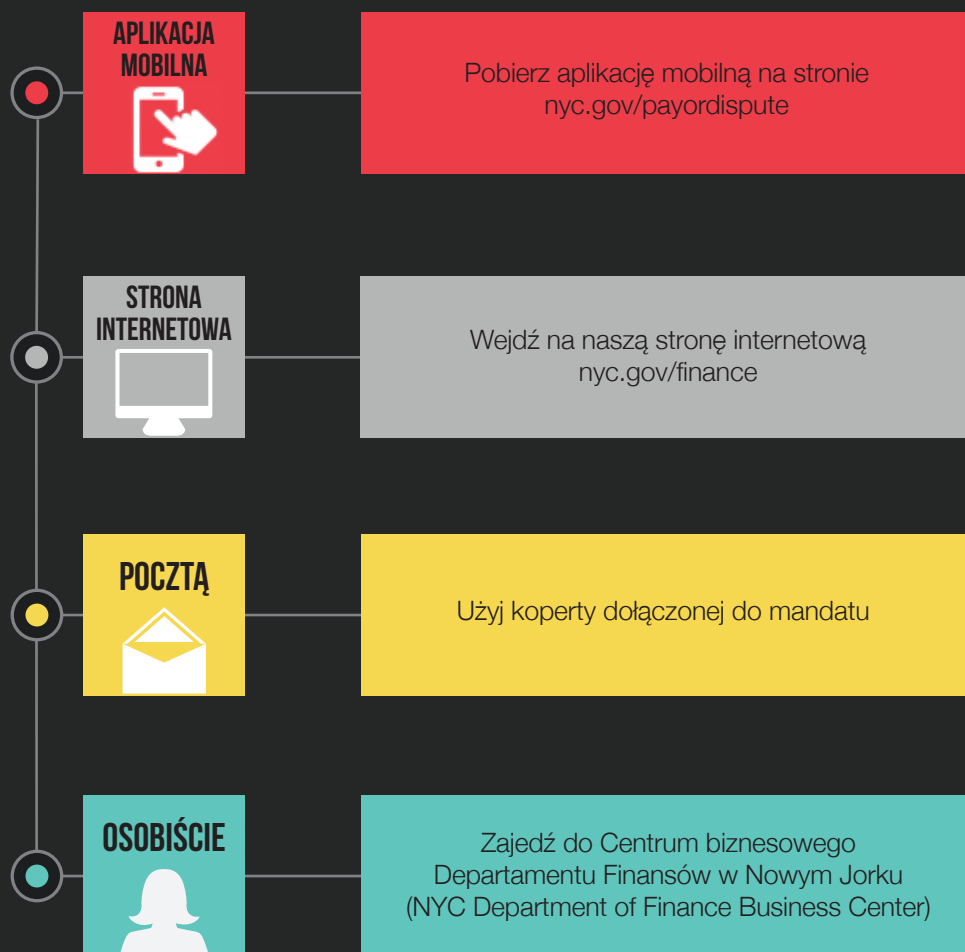 APLIKACJA
MOBILNA
Pobierz aplikację mobilną na stronie
nyc.gov/payordispute
STRONA
INTERNETOWA
Wejdź na naszą stronę internetową
nyc.gov/finance
POCZTĄ
Użyj koperty dołączonej do mandatu
OSOBIŚCIE
Zajedź do Centrum biznesowego
Departamentu Finansów w Nowym Jorku
(NYC Department of Finance Business Center)